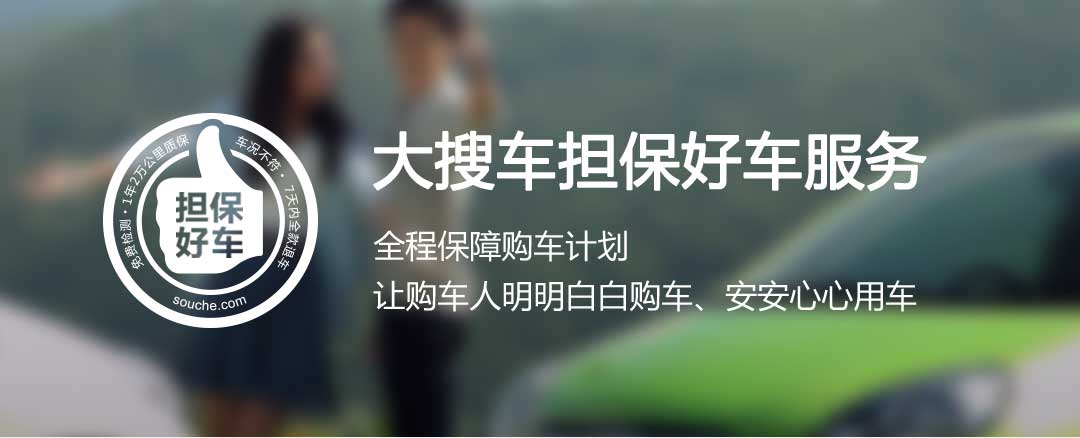 免费检测·1年2万公里质保
车况不符·7天内全款退车
担保
好车
souche.com
大搜车担保好车服务
全程保障购车计划
让购车人明明白白购车、安安心心用车